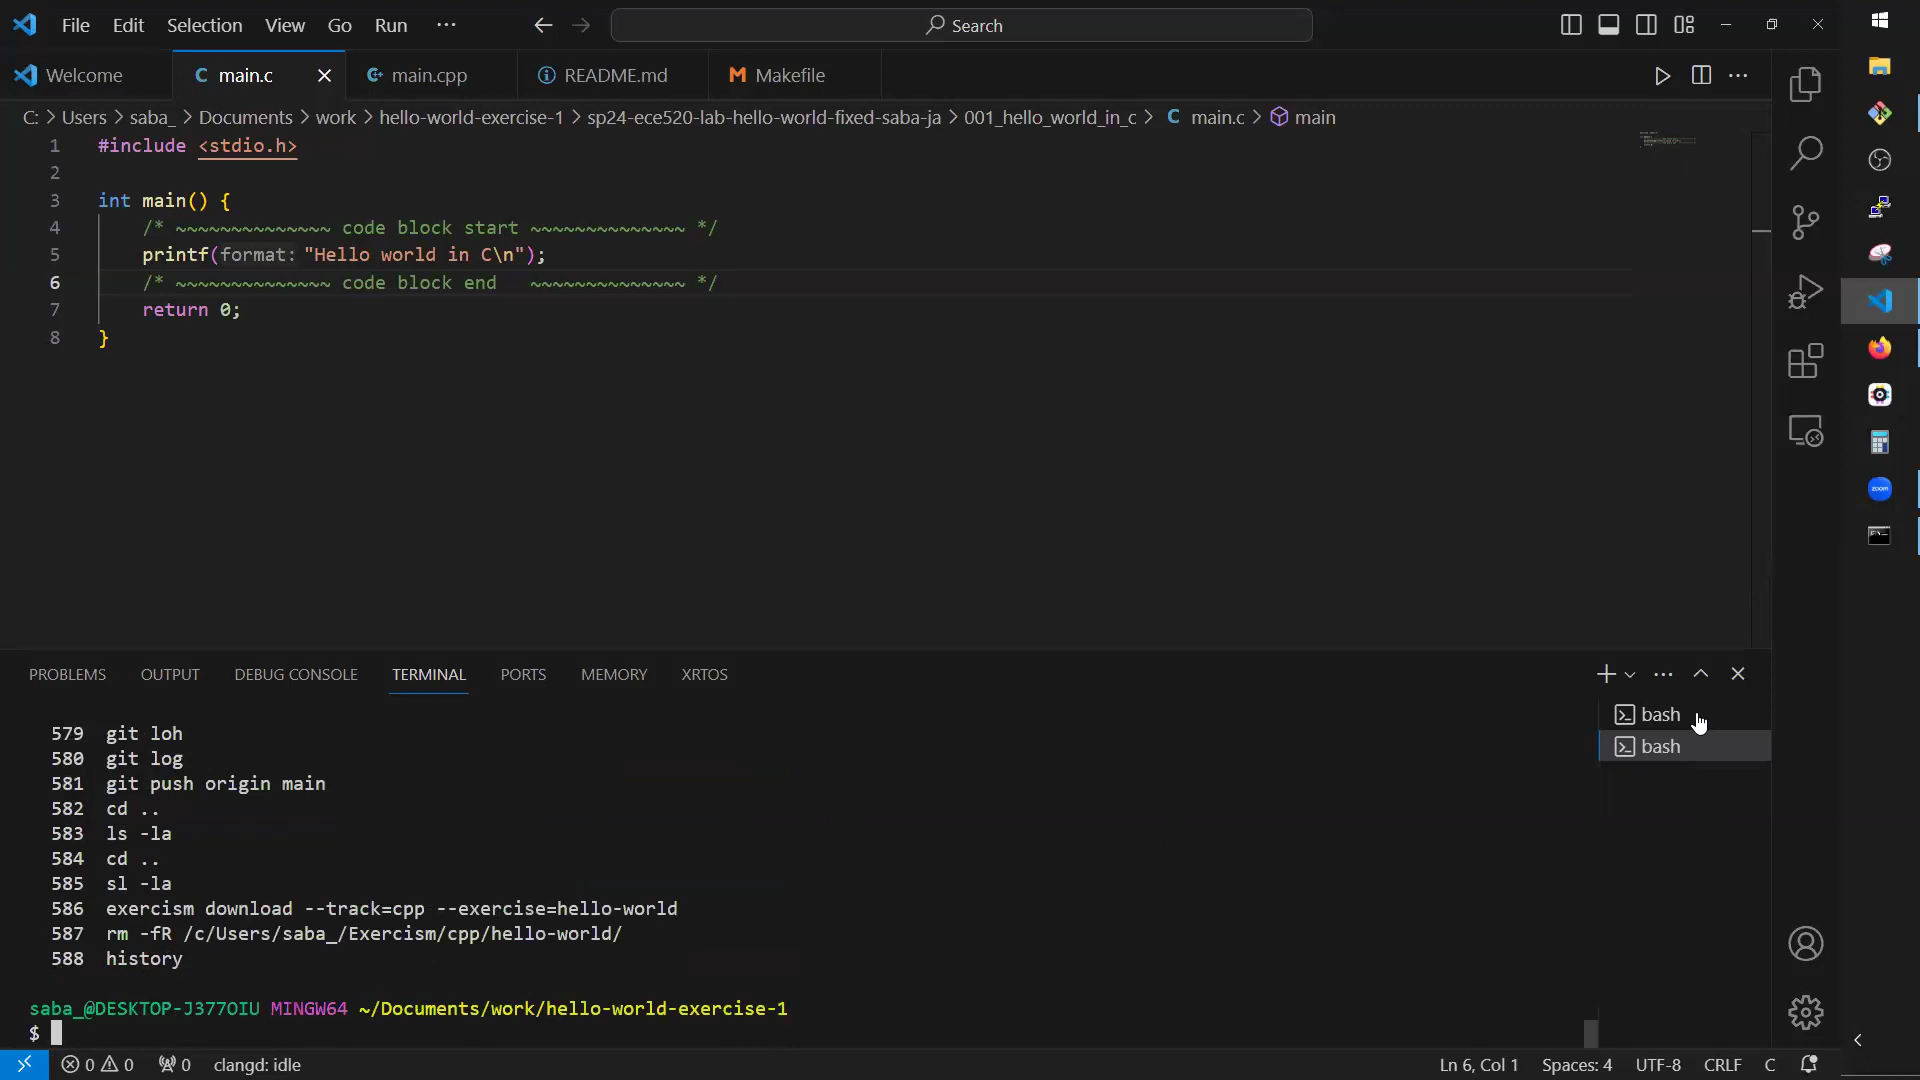 File Edit Selection View Go Run ··· Search
Welcome main.c main.cpp README.md Makefile
C: > Users > saba_ > Documents > work > hello-world-exercise-1 > sp24-ece520-lab-hello-world-fixed-saba-ja > 001_hello_world_in_c > C main.c > main
1 #include <stdio.h>
2
3 int main() {
4 /* ~~~~~~~~~~~~~~ code block start ~~~~~~~~~~~~~~ */
5 printf(format: "Hello world in C\n");
6 /* ~~~~~~~~~~~~~~ code block end ~~~~~~~~~~~~~~ */
7 return 0;
8 }
PROBLEMS OUTPUT DEBUG CONSOLE TERMINAL PORTS MEMORY XRTOS
bash
bash
579 git loh
580 git log
581 git push origin main
582 cd ..
583 ls -la
584 cd ..
585 sl -la
586 exercism download --track=cpp --exercise=hello-world
587 rm -fR /c/Users/saba_/Exercism/cpp/hello-world/
588 history
saba_@DESKTOP-J377OIU MINGW64 ~/Documents/work/hello-world-exercise-1
$
0 0 0 clangd: idle Ln 6, Col 1 Spaces: 4 UTF-8 CRLF C
zoom